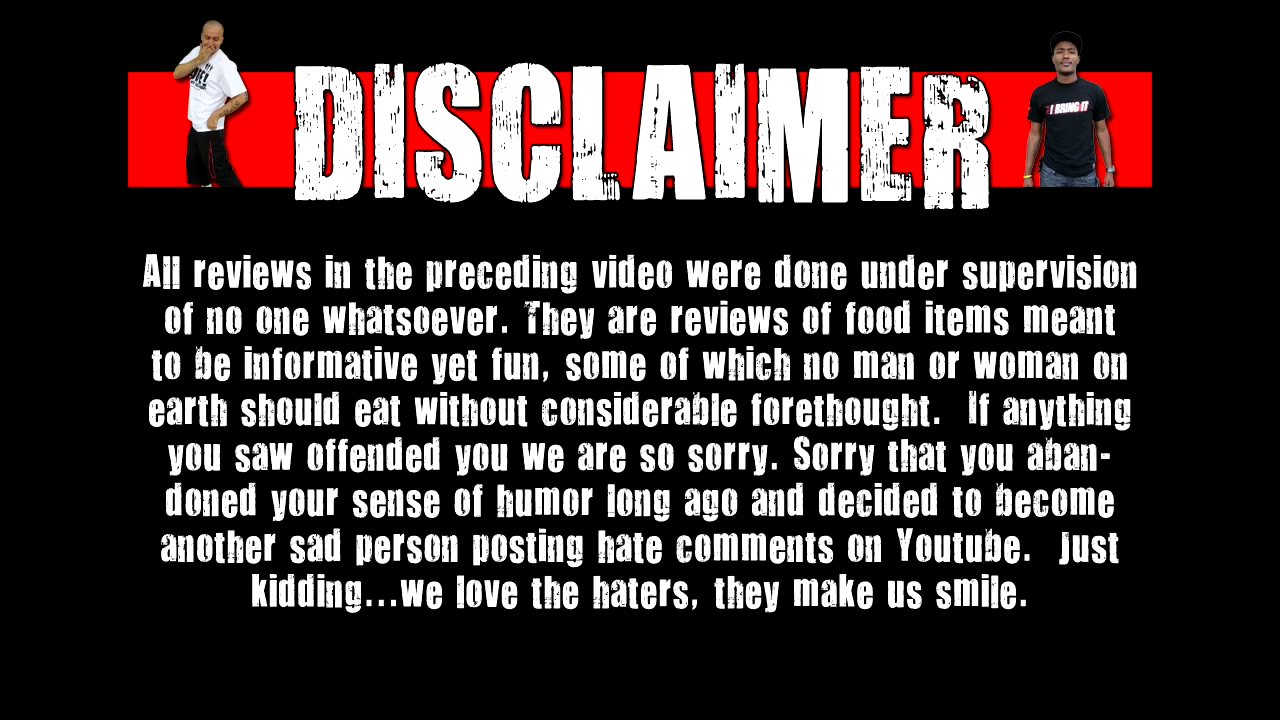 DISCLAIMER
I BRING IT
All reviews in the preceding video were done under supervision
of no one whatsoever. They are reviews of food items meant
to be informative yet fun, some of which no man or woman on
earth should eat without considerable forethought.  If anything
you saw offended you we are so sorry. Sorry that you aban-
doned your sense of humor long ago and decided to become
another sad person posting hate comments on Youtube.  Just
kidding...we love the haters, they make us smile.